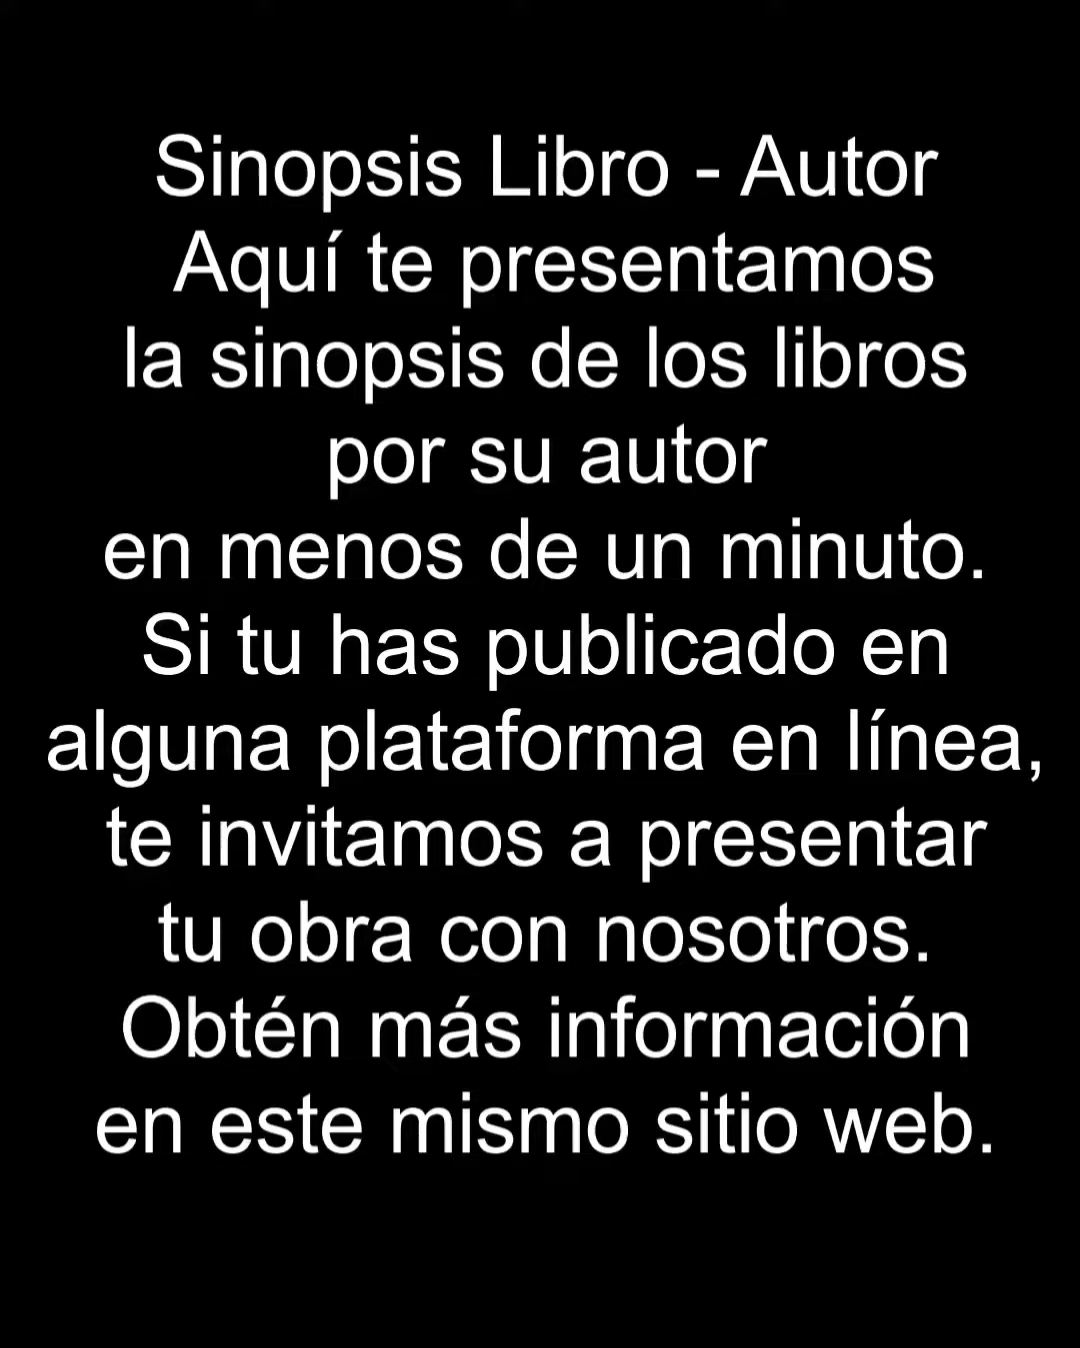 Sinopsis Libro - Autor
Aquí te presentamos
la sinopsis de los libros
por su autor
en menos de un minuto.
Si tu has publicado en
alguna plataforma en línea,
te invitamos a presentar
tu obra con nosotros.
Obtén más información
en este mismo sitio web.